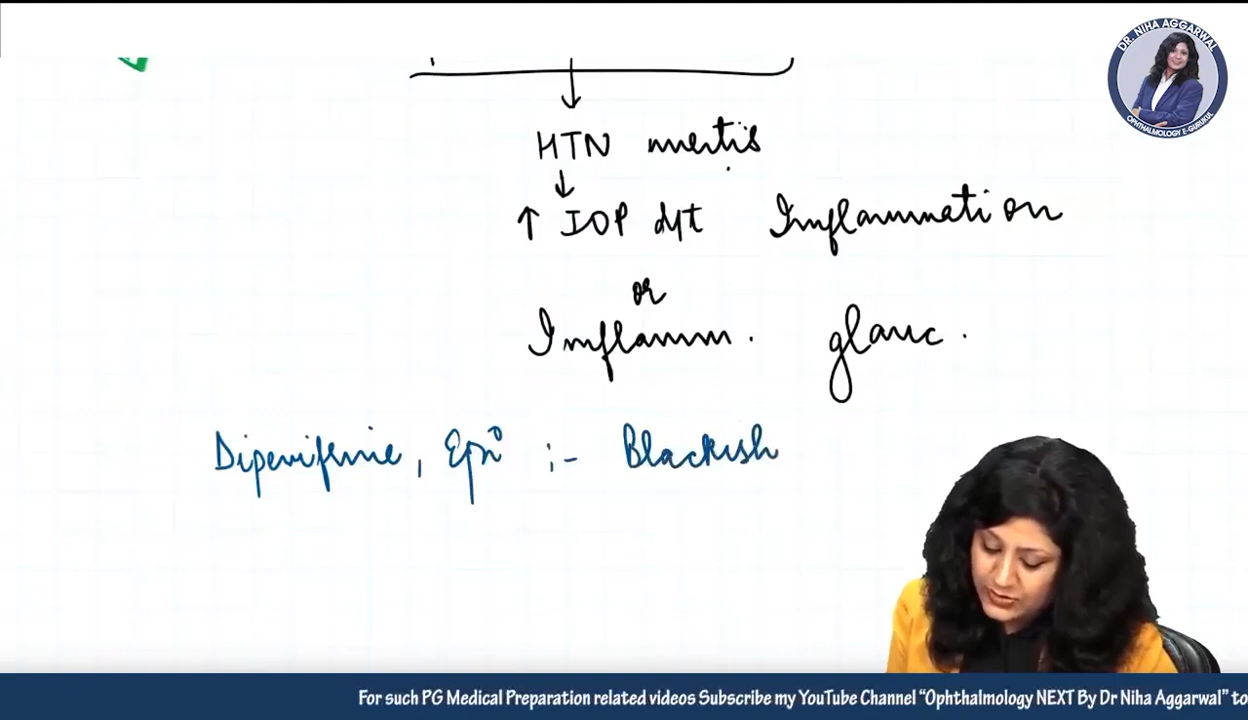 DR. NIHA AGGARWAL
OPHTHALMOLOGY E-GURUKUL
HTN uveitis
↑ IOP d/t Inflammation
or
Inflamm. glauc.
Dipenifrine, Epi :- Blackish
For such PG Medical Preparation related videos Subscribe my YouTube Channel “Ophthalmology NEXT By Dr Niha Aggarwal” to